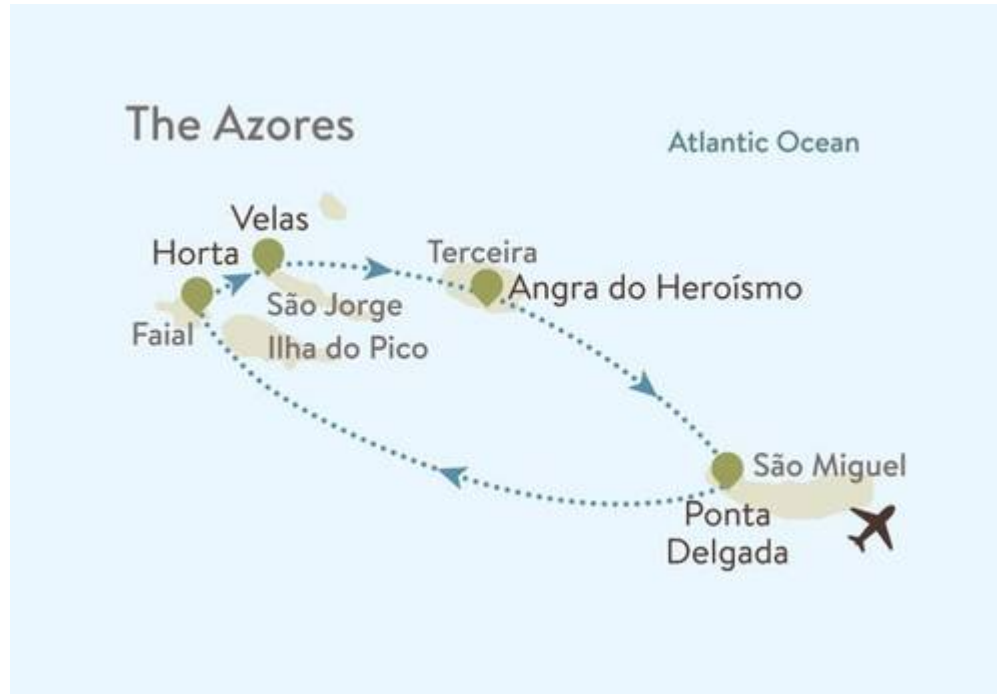 The Azores
Atlantic Ocean
Velas
Horta
Terceira
Angra do Heroísmo
São Jorge
Faial
Ilha do Pico
São Miguel
Ponta
Delgada